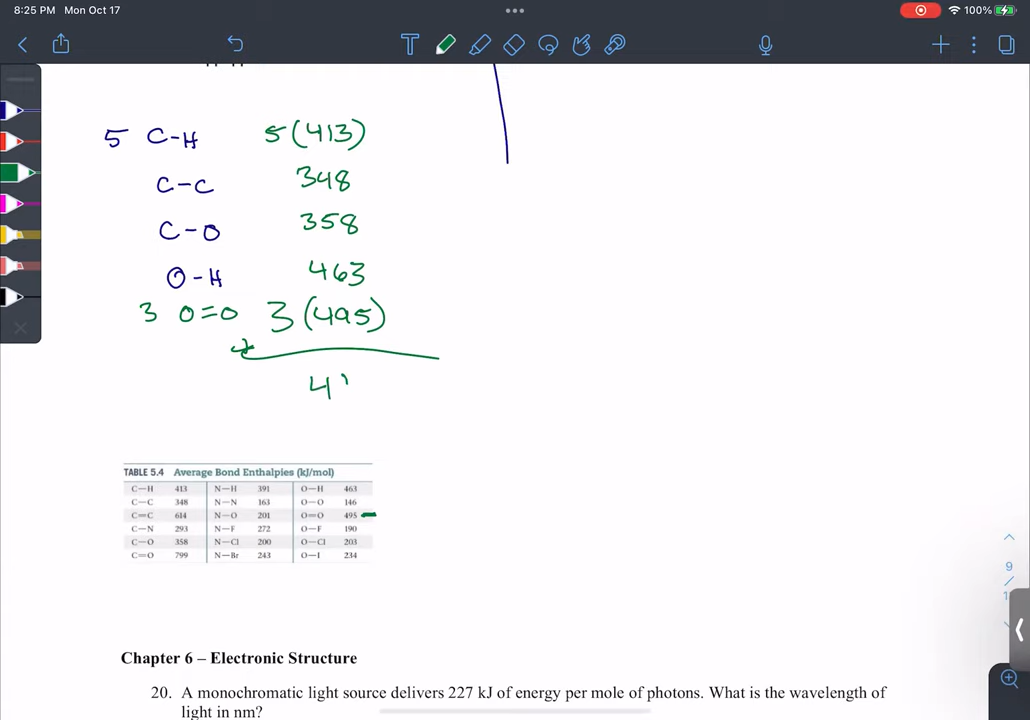 8:25 PM Mon Oct 17
100%
5 C-H 5(413)
C-C 348
C-O 358
O-H 463
3 O=O 3(495)
+
4
TABLE 5.4 Average Bond Enthalpies (kJ/mol)
C—H 413 N—H 391 O—H 463
C—C 348 N—N 163 O—O 146
C=C 614 N—O 201 O=O 495
C—N 293 N—F 272 O—F 190
C—O 358 N—Cl 200 O—Cl 203
C=O 799 N—Br 243 O—I 234
9
/
Chapter 6 – Electronic Structure
20. A monochromatic light source delivers 227 kJ of energy per mole of photons. What is the wavelength of
light in nm?